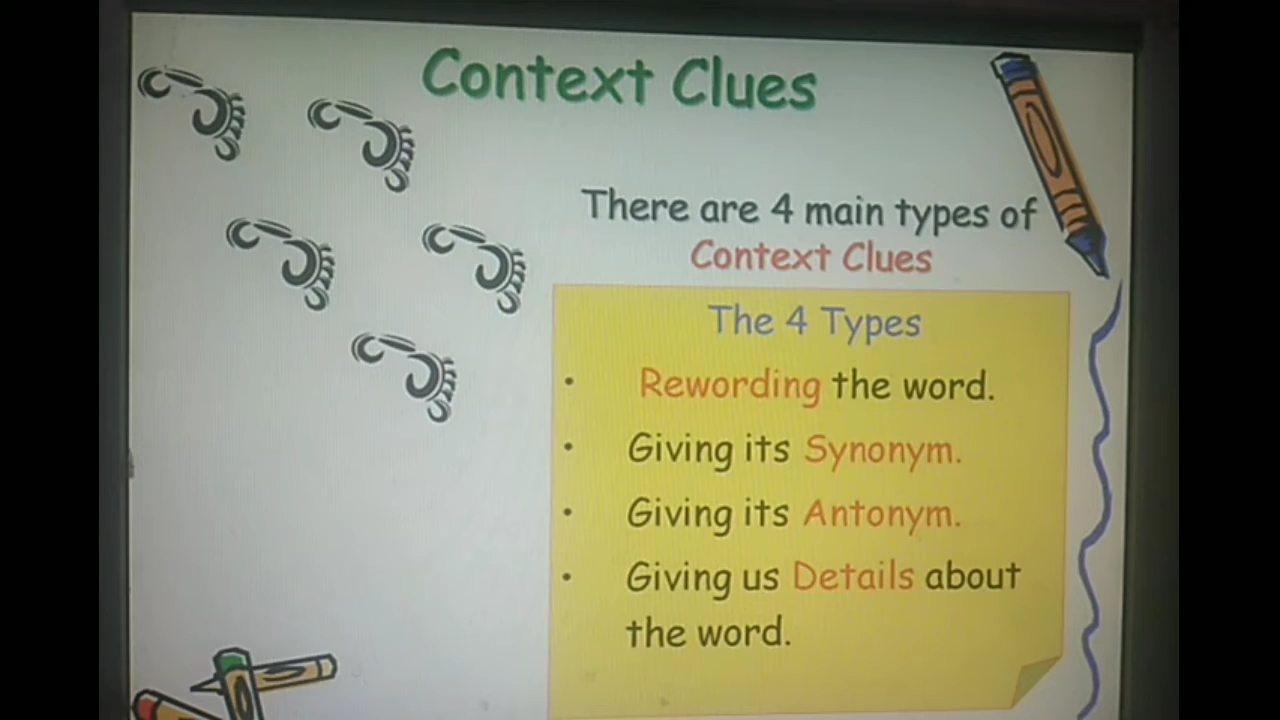 Context Clues
There are 4 main types of
Context Clues
The 4 Types
• Rewording the word.
• Giving its Synonym.
• Giving its Antonym.
• Giving us Details about
the word.